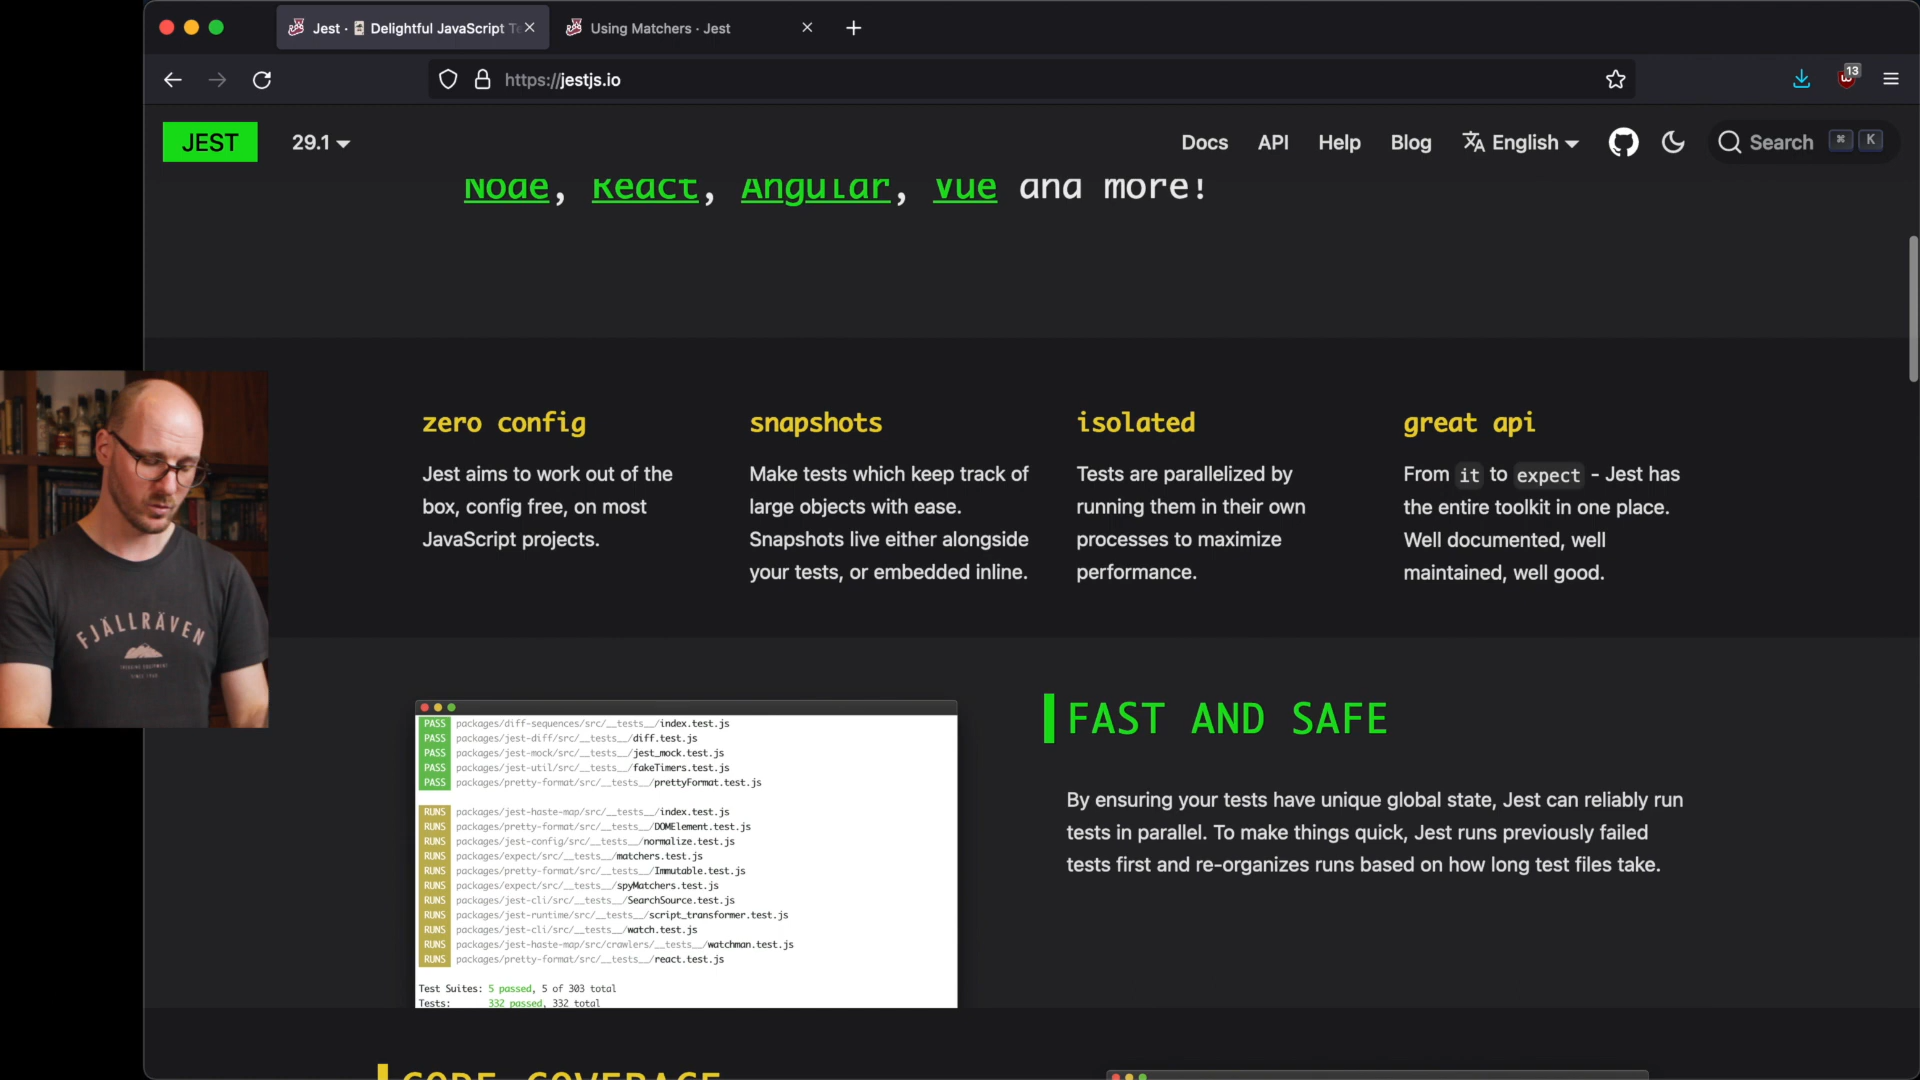 Jest · 🃏 Delightful JavaScript Te
Using Matchers · Jest
https://jestjs.io
13
JEST
29.1
Docs
API
Help
Blog
English
Search
⌘ K
Node, React, Angular, Vue and more!
zero config
Jest aims to work out of the
box, config free, on most
JavaScript projects.
snapshots
Make tests which keep track of
large objects with ease.
Snapshots live either alongside
your tests, or embedded inline.
isolated
Tests are parallelized by
running them in their own
processes to maximize
performance.
great api
From it to expect - Jest has
the entire toolkit in one place.
Well documented, well
maintained, well good.
FJÄLLRÄVEN
TREKKING EQUIPMENT
SINCE 1960
PASS packages/diff-sequences/src/__tests__/index.test.js
PASS packages/jest-diff/src/__tests__/diff.test.js
PASS packages/jest-mock/src/__tests__/jest_mock.test.js
PASS packages/jest-util/src/__tests__/fakeTimers.test.js
PASS packages/pretty-format/src/__tests__/prettyFormat.test.js
RUNS packages/jest-haste-map/src/__tests__/index.test.js
RUNS packages/pretty-format/src/__tests__/DOMElement.test.js
RUNS packages/jest-config/src/__tests__/normalize.test.js
RUNS packages/expect/src/__tests__/matchers.test.js
RUNS packages/pretty-format/src/__tests__/Immutable.test.js
RUNS packages/expect/src/__tests__/spyMatchers.test.js
RUNS packages/jest-cli/src/__tests__/SearchSource.test.js
RUNS packages/jest-runtime/src/__tests__/script_transformer.test.js
RUNS packages/jest-cli/src/__tests__/watch.test.js
RUNS packages/jest-haste-map/src/crawlers/__tests__/watchman.test.js
RUNS packages/pretty-format/src/__tests__/react.test.js
Test Suites: 5 passed, 5 of 303 total
Tests: 332 passed, 332 total
FAST AND SAFE
By ensuring your tests have unique global state, Jest can reliably run
tests in parallel. To make things quick, Jest runs previously failed
tests first and re-organizes runs based on how long test files take.
CODE COVERAGE